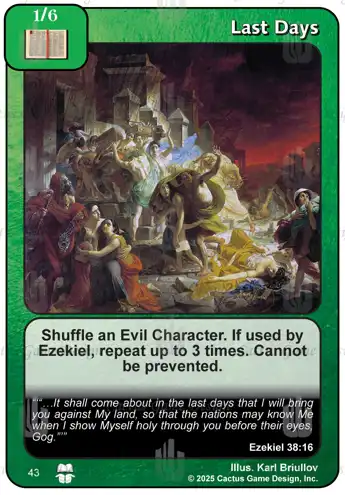 1/6
Last Days
Shuffle an Evil Character. If used by
Ezekiel, repeat up to 3 times. Cannot
be prevented.
"'"...It shall come about in the last days that I will bring
you against My land, so that the nations may know Me
when I show Myself holy through you before their eyes,
Gog."'"
Ezekiel 38:16
Illus. Karl Briullov
43
© 2025 Cactus Game Design, Inc.